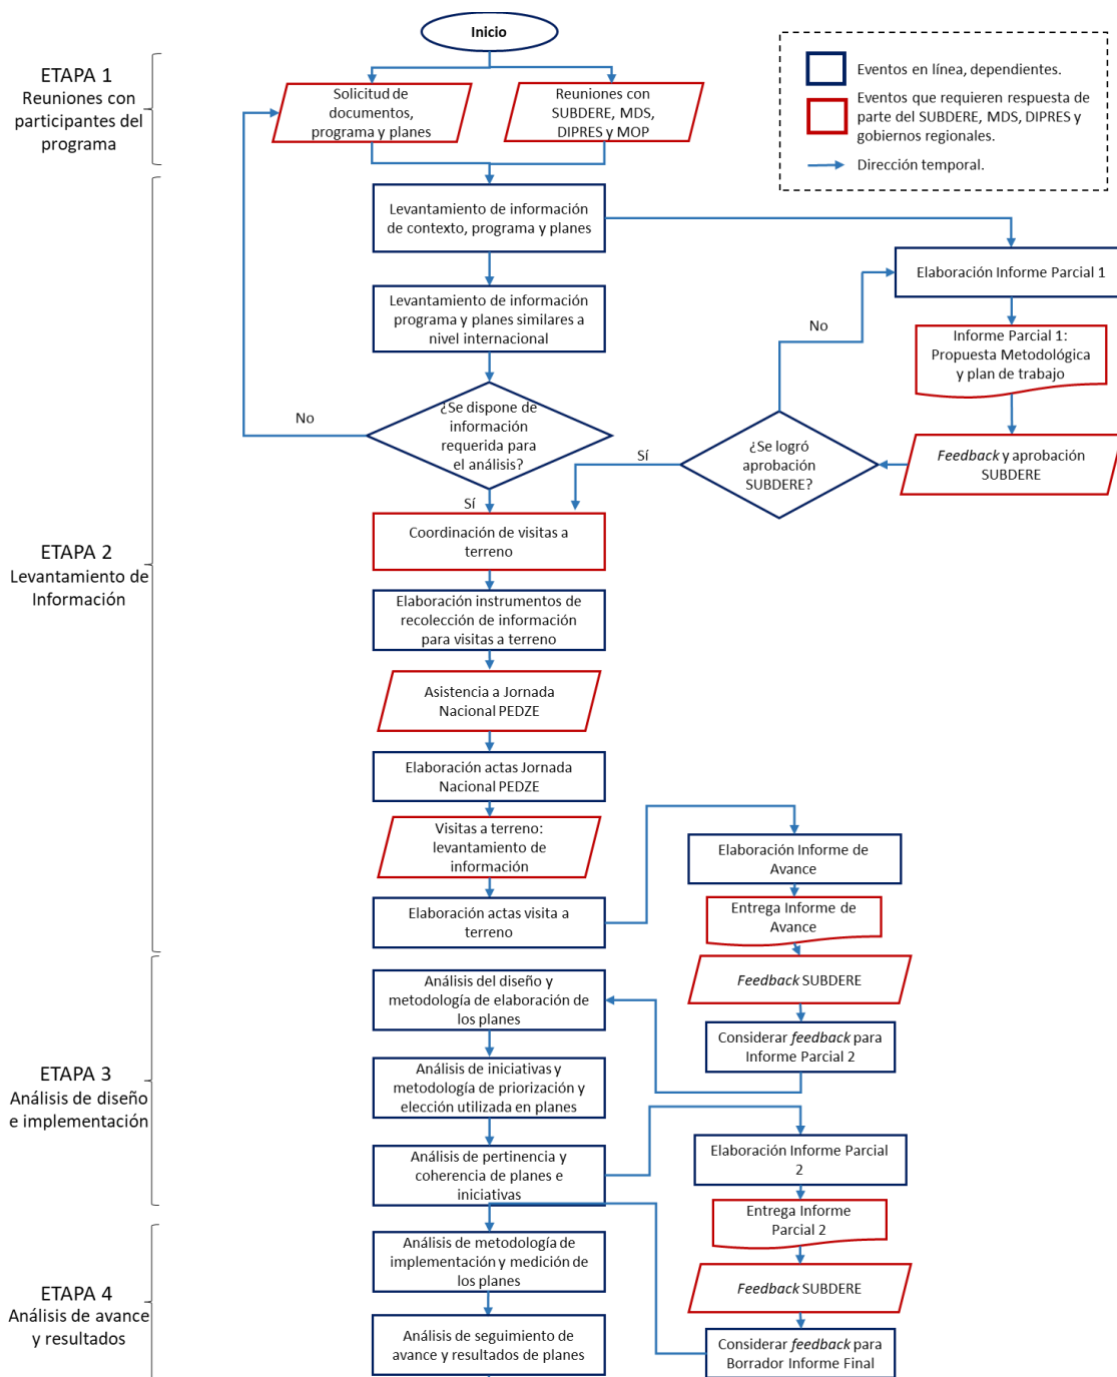 Inicio
ETAPA 1
Reuniones con
participantes del
programa
Solicitud de
documentos,
programa y planes
Reuniones con
SUBDERE, MDS,
DIPRES y MOP
Eventos en línea, dependientes.
Eventos que requieren respuesta de
parte del SUBDERE, MDS, DIPRES y
gobiernos regionales.
Dirección temporal.
Levantamiento de información
de contexto, programa y planes
Elaboración Informe Parcial 1
Levantamiento de información
programa y planes similares a
nivel internacional
No
Informe Parcial 1:
Propuesta Metodológica
y plan de trabajo
No
¿Se dispone de
información
requerida para
el análisis?
Sí
¿Se logró
aprobación
SUBDERE?
Feedback y aprobación
SUBDERE
Sí
ETAPA 2
Levantamiento de
Información
Coordinación de visitas a
terreno
Elaboración instrumentos de
recolección de información
para visitas a terreno
Asistencia a Jornada
Nacional PEDZE
Elaboración actas Jornada
Nacional PEDZE
Visitas a terreno:
levantamiento de
información
Elaboración actas visita a
terreno
Elaboración Informe de
Avance
Entrega Informe de
Avance
Feedback SUBDERE
Considerar feedback para
Informe Parcial 2
ETAPA 3
Análisis de diseño
e implementación
Análisis del diseño y
metodología de elaboración de
los planes
Análisis de iniciativas y
metodología de priorización y
elección utilizada en planes
Análisis de pertinencia y
coherencia de planes e
iniciativas
Elaboración Informe Parcial
2
Entrega Informe
Parcial 2
Feedback SUBDERE
Considerar feedback para
Borrador Informe Final
ETAPA 4
Análisis de avance
y resultados
Análisis de metodología de
implementación y medición de
los planes
Análisis de seguimiento de
avance y resultados de planes